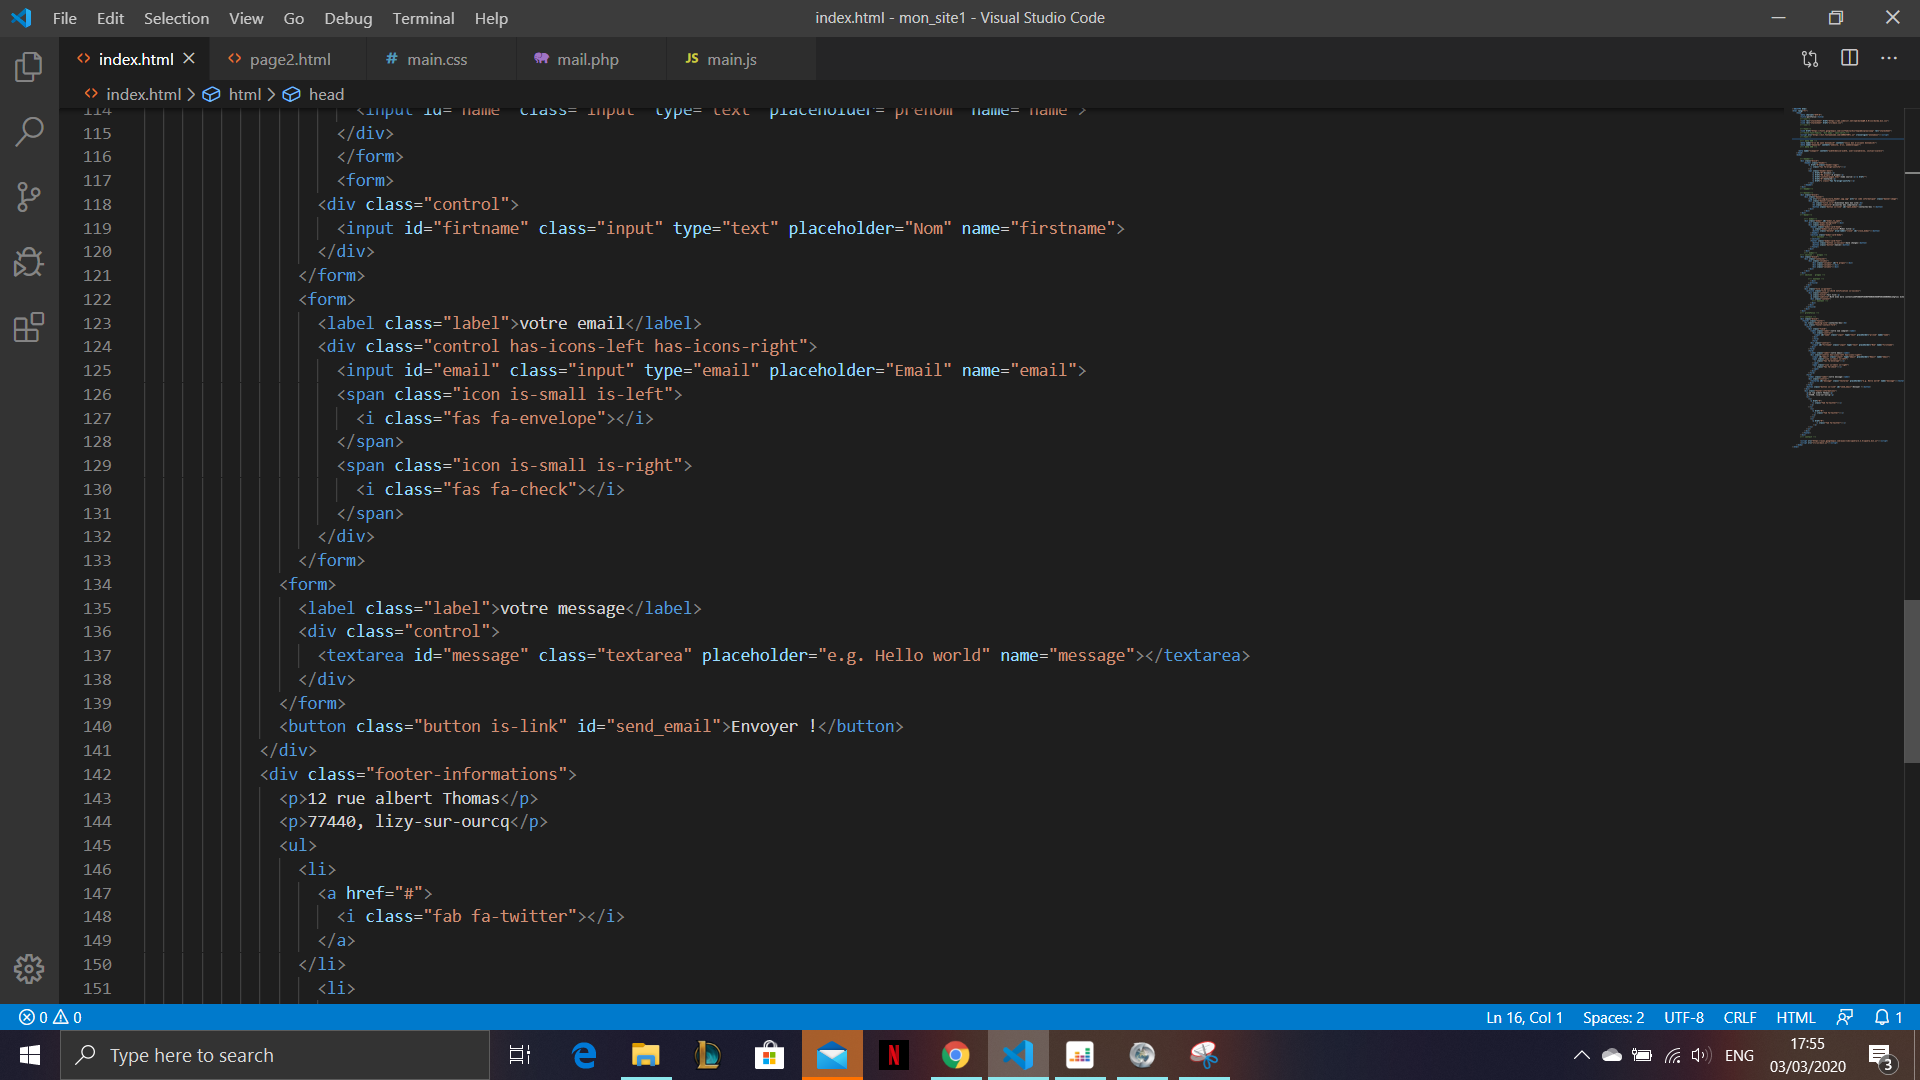 File Edit Selection View Go Debug Terminal Help index.html - mon_site1 - Visual Studio Code
index.html page2.html # main.css mail.php JS main.js
index.html > html > head
114 <input id="name" class="input" type="text" placeholder="prenom" name="name">
115 </div>
116 </form>
117 <form>
118 <div class="control">
119 <input id="firtname" class="input" type="text" placeholder="Nom" name="firstname">
120 </div>
121 </form>
122 <form>
123 <label class="label">votre email</label>
124 <div class="control has-icons-left has-icons-right">
125 <input id="email" class="input" type="email" placeholder="Email" name="email">
126 <span class="icon is-small is-left">
127 <i class="fas fa-envelope"></i>
128 </span>
129 <span class="icon is-small is-right">
130 <i class="fas fa-check"></i>
131 </span>
132 </div>
133 </form>
134 <form>
135 <label class="label">votre message</label>
136 <div class="control">
137 <textarea id="message" class="textarea" placeholder="e.g. Hello world" name="message"></textarea>
138 </div>
139 </form>
140 <button class="button is-link" id="send_email">Envoyer !</button>
141 </div>
142 <div class="footer-informations">
143 <p>12 rue albert Thomas</p>
144 <p>77440, lizy-sur-ourcq</p>
145 <ul>
146 <li>
147 <a href="#">
148 <i class="fab fa-twitter"></i>
149 </a>
150 </li>
151 <li>
0 0 Ln 16, Col 1 Spaces: 2 UTF-8 CRLF HTML 1
Type here to search N ENG 17:55
03/03/2020 3